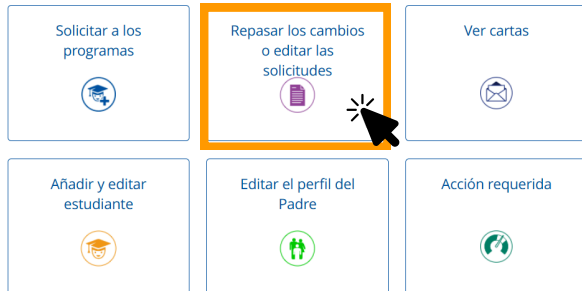 Solicitar a los
programas
Repasar los cambios
o editar las
solicitudes
Ver cartas
Añadir y editar
estudiante
Editar el perfil del
Padre
Acción requerida